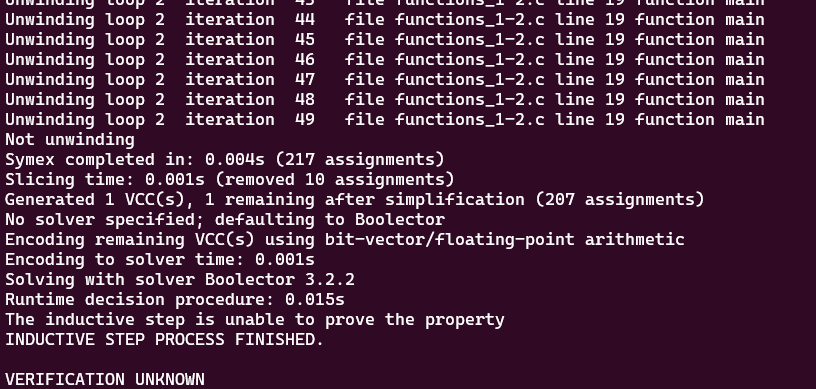 Unwinding loop 2  iteration  43   file functions_1-2.c line 19 function main
Unwinding loop 2  iteration  44   file functions_1-2.c line 19 function main
Unwinding loop 2  iteration  45   file functions_1-2.c line 19 function main
Unwinding loop 2  iteration  46   file functions_1-2.c line 19 function main
Unwinding loop 2  iteration  47   file functions_1-2.c line 19 function main
Unwinding loop 2  iteration  48   file functions_1-2.c line 19 function main
Unwinding loop 2  iteration  49   file functions_1-2.c line 19 function main
Not unwinding
Symex completed in: 0.004s (217 assignments)
Slicing time: 0.001s (removed 10 assignments)
Generated 1 VCC(s), 1 remaining after simplification (207 assignments)
No solver specified; defaulting to Boolector
Encoding remaining VCC(s) using bit-vector/floating-point arithmetic
Encoding to solver time: 0.001s
Solving with solver Boolector 3.2.2
Runtime decision procedure: 0.015s
The inductive step is unable to prove the property
INDUCTIVE STEP PROCESS FINISHED.

VERIFICATION UNKNOWN